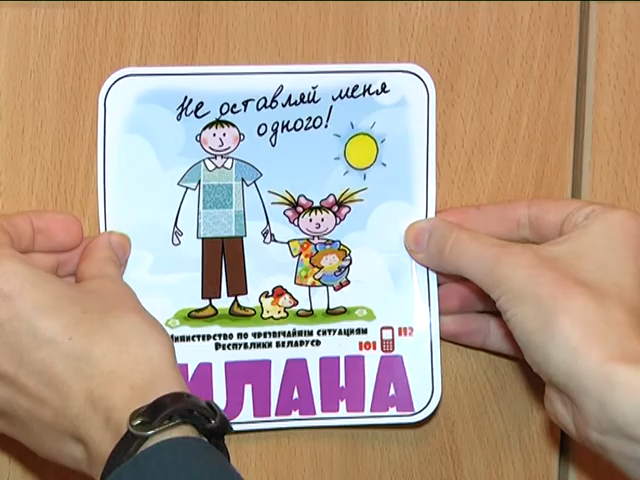 Не оставляй меня
одного!
МИНИСТЕРСТВО ПО ЧРЕЗВЫЧАЙНЫМ СИТУАЦИЯМ
РЕСПУБЛИКИ БЕЛАРУСЬ
101 112
ИЛАНА